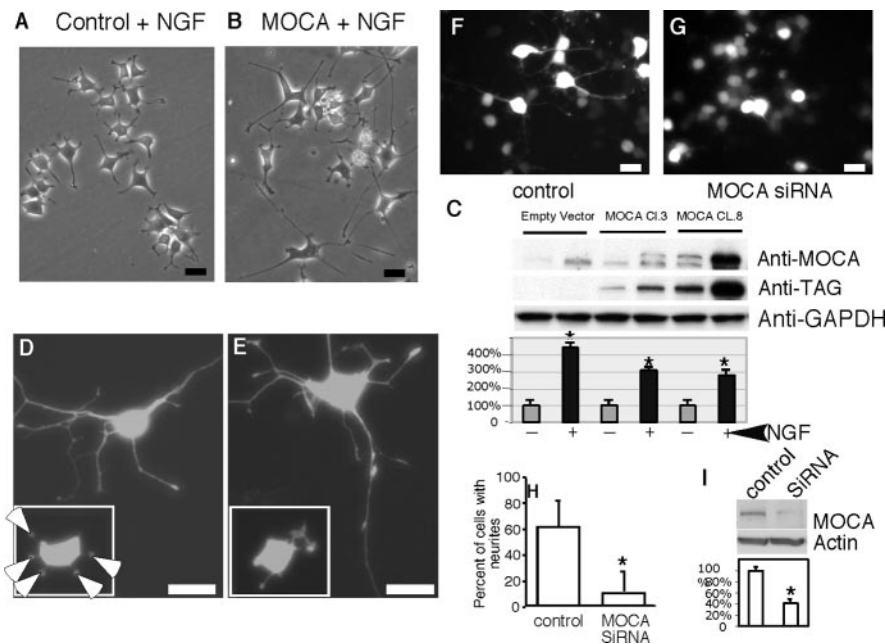 A Control + NGF
B MOCA + NGF
F
G
control
MOCA siRNA
C
Empty Vector
MOCA Cl.3
MOCA CL.8
Anti-MOCA
Anti-TAG
Anti-GAPDH
400%
300%
200%
100%
* * *
– + – + – +
NGF
D
E
H
Percent of cells with neurites
100
80
60
40
20
0
*
control
MOCA SiRNA
I
control
SiRNA
MOCA
Actin
100 %
80%
60%
40%
20%
0
*